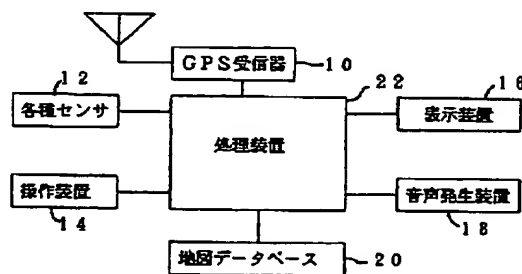 GPS受信器
10
12
22
16
各種センサ
表示装置
処理装置
操作装置
音声発生装置
14
18
地図データベース
20